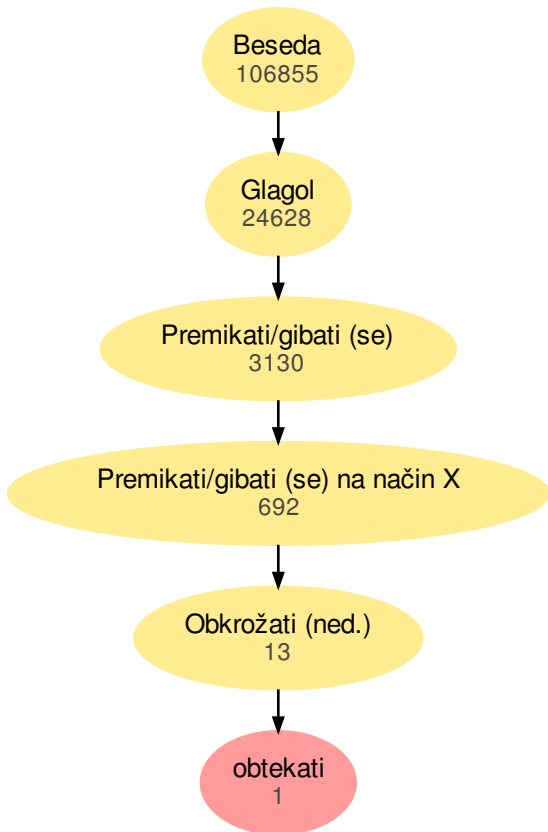 Beseda
106855
Glagol
24628
Premikati/gibati (se)
3130
Premikati/gibati (se) na način X
692
Obkrožati (ned.)
13
obtekati
1